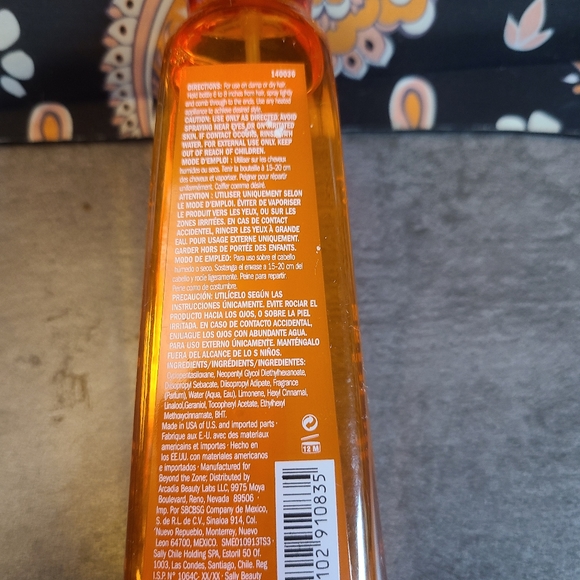 146036
DIRECTIONS: For use on damp or dry hair.
Hold bottle 6 to 8 inches from hair, spray lightly
and comb through to the ends. Use any heated
appliance to achieve desired style.
CAUTION: USE ONLY AS DIRECTED. AVOID
SPRAYING NEAR EYES OR ON IRRITATED
SKIN. IF CONTACT OCCURS, RINSE WITH
WATER. FOR EXTERNAL USE ONLY. KEEP
OUT OF REACH OF CHILDREN.
MODE D'EMPLOI : Utiliser sur les cheveux
humides ou secs. Tenir la bouteille à 15-20 cm
des cheveux et vaporiser. Peigner pour répartir
uniformément. Coiffer comme désiré.
ATTENTION : UTILISER UNIQUEMENT SELON
LE MODE D'EMPLOI. ÉVITER DE VAPORISER
LE PRODUIT VERS LES YEUX, OU SUR LES
ZONES IRRITÉES. EN CAS DE CONTACT
ACCIDENTEL, RINCER LES YEUX À GRANDE
EAU POUR USAGE EXTERNE UNIQUEMENT.
GARDER HORS DE PORTÉE DES ENFANTS.
MODO DE EMPLEO: Para uso sobre el cabello
húmedo o seco. Sostenga el envase a 15-20 cm del
cabello y rocíe ligeramente. Peine para repartir
Peine como de costumbre.
PRECAUCIÓN: UTILÍCELO SEGÚN LAS
INSTRUCCIONES ÚNICAMENTE. EVITE ROCIAR EL
PRODUCTO HACIA LOS OJOS, O SOBRE LA PIEL
IRRITADA. EN CASO DE CONTACTO ACCIDENTAL,
ENJUAGUE LOS OJOS CON ABUNDANTE AGUA.
PARA USO EXTERNO ÚNICAMENTE. MANTÉNGALO
FUERA DEL ALCANCE DE LO S NIÑOS.
INGREDIENTS/INGRÉDIENTS/INGREDIENTES:
Cyclopentasiloxane, Neopentyl Glycol Diethylhexanoate,
Diisopropyl Sebacate, Diisopropyl Adipate, Fragrance
(Parfum), Water (Aqua, Eau), Limonene, Hexyl Cinnamal,
Linalool, Geraniol, Tocopheryl Acetate, Ethylhexyl
Methoxycinnamate, BHT.
Made in USA of U.S. and imported parts ·
Fabrique aux E.-U. avec des materiaux
americains et importes · Hecho en
los EE.UU. con materiales americanos
e importados · Manufactured for
Beyond the Zone; Distributed by
Arcadia Beauty Labs LLC, 9975 Moya
Boulevard, Reno, Nevada 89506 ·
Imp. Por SBCBSG Company de Mexico,
S. de R.L. de C.V., Sinaloa 914, Col.
Nuevo Repueblo, Monterrey, Nuevo
Leon 64700, MEXICO. SME010913TS3 ·
Sally Chile Holding SPA, Estoril 50 Of.
1003, Las Condes, Santiago, Chile. Reg
I.S.P N° 1064C-XX/XX · Sally Beauty
12 M
102 910835